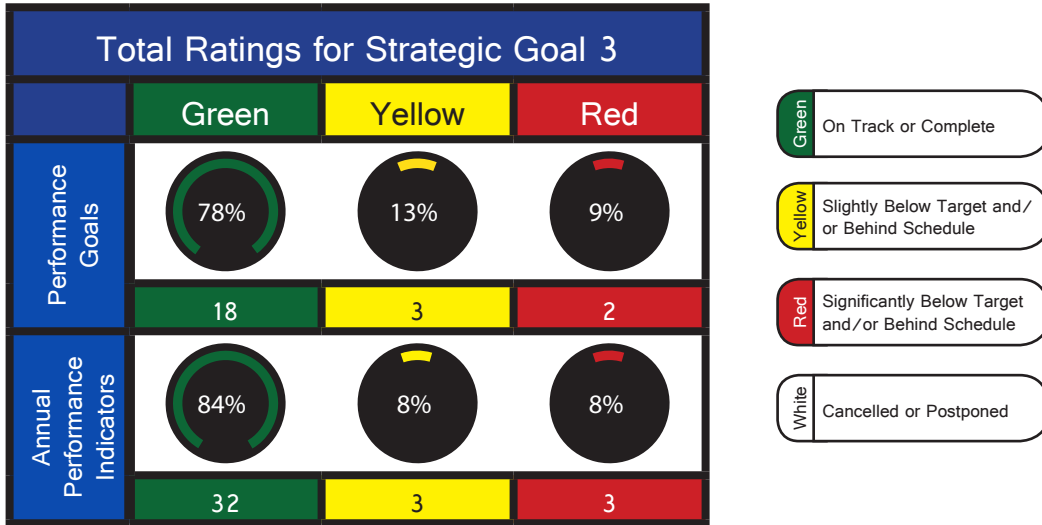 Total Ratings for Strategic Goal 3
Green
Yellow
Red
Performance
Goals
78%
13%
9%
18
3
2
Annual
Performance
Indicators
84%
8%
8%
32
3
3
Green
On Track or Complete
Yellow
Slightly Below Target and/
or Behind Schedule
Red
Significantly Below Target
and/or Behind Schedule
White
Cancelled or Postponed